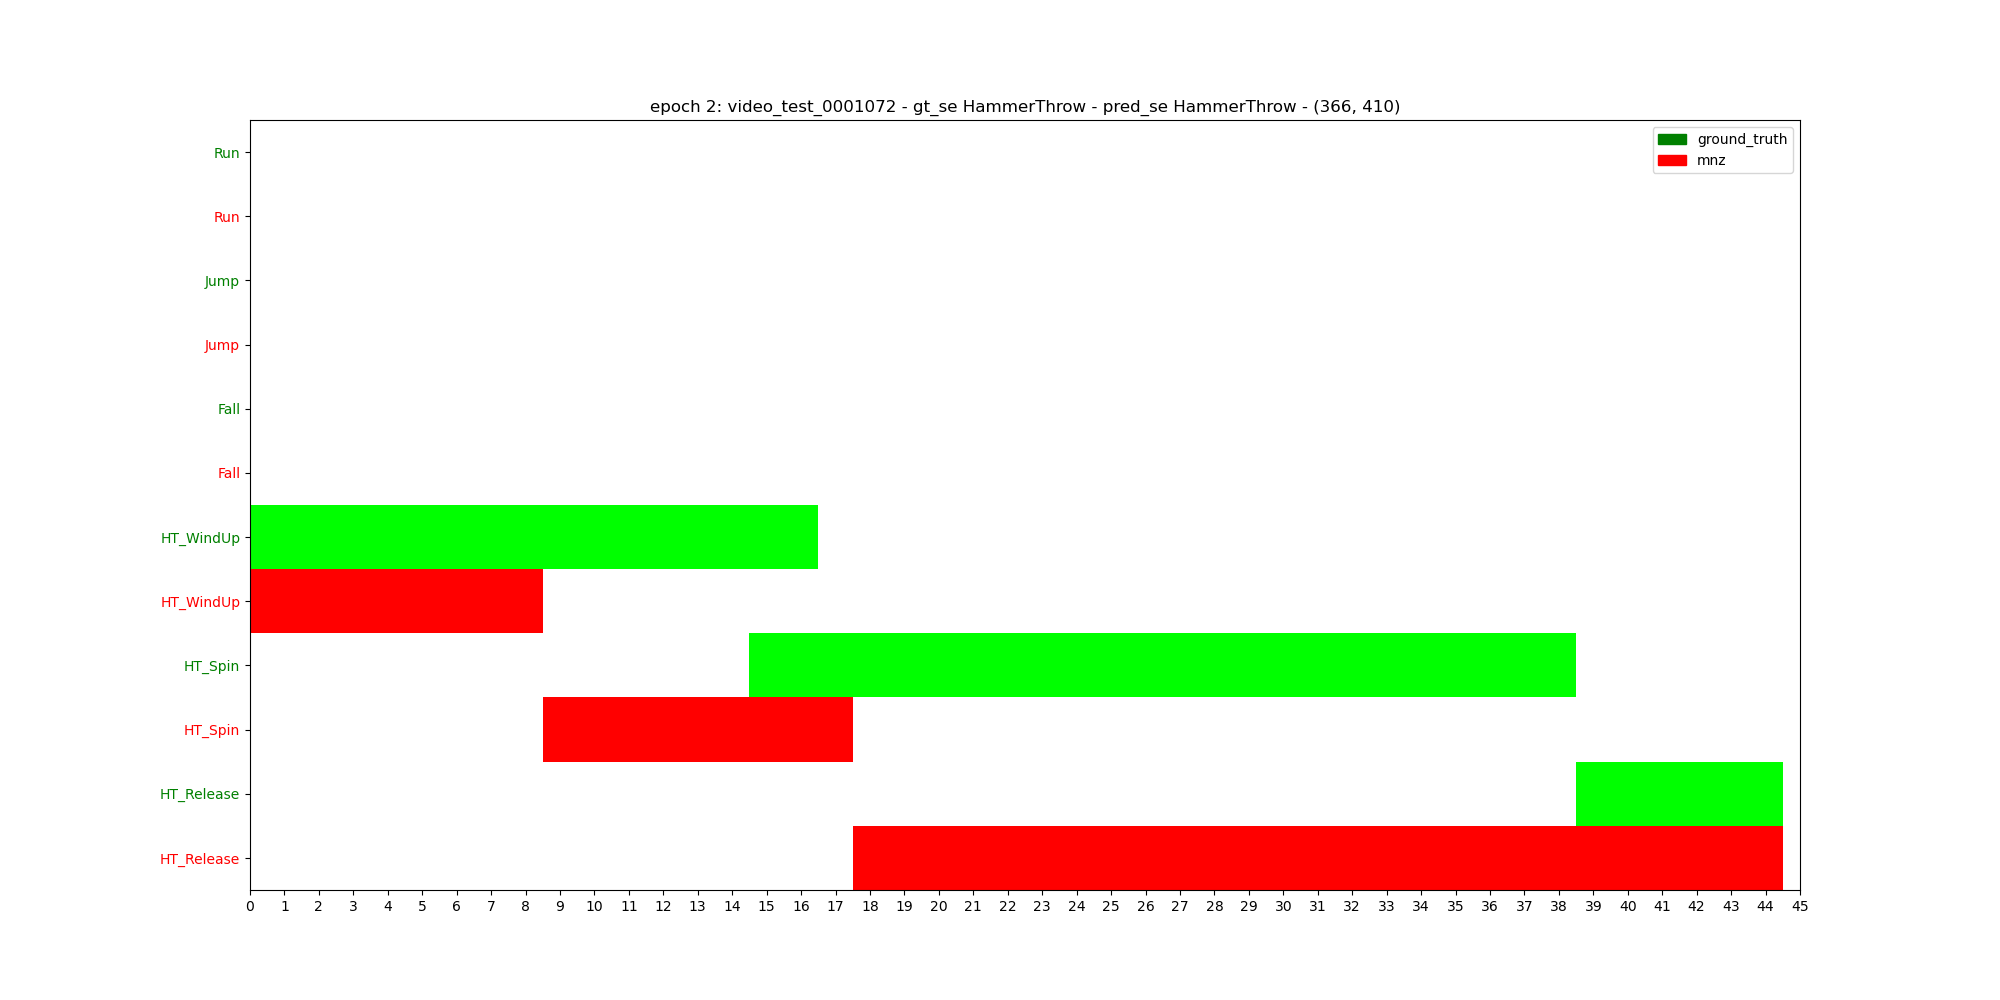 epoch 2: video_test_0001072 - gt_se HammerThrow - pred_se HammerThrow - (366, 410)
ground_truth
mnz
Run
Run
Jump
Jump
Fall
Fall
HT_WindUp
HT_WindUp
HT_Spin
HT_Spin
HT_Release
HT_Release
0 1 2 3 4 5 6 7 8 9 10 11 12 13 14 15 16 17 18 19 20 21 22 23 24 25 26 27 28 29 30 31 32 33 34 35 36 37 38 39 40 41 42 43 44 45